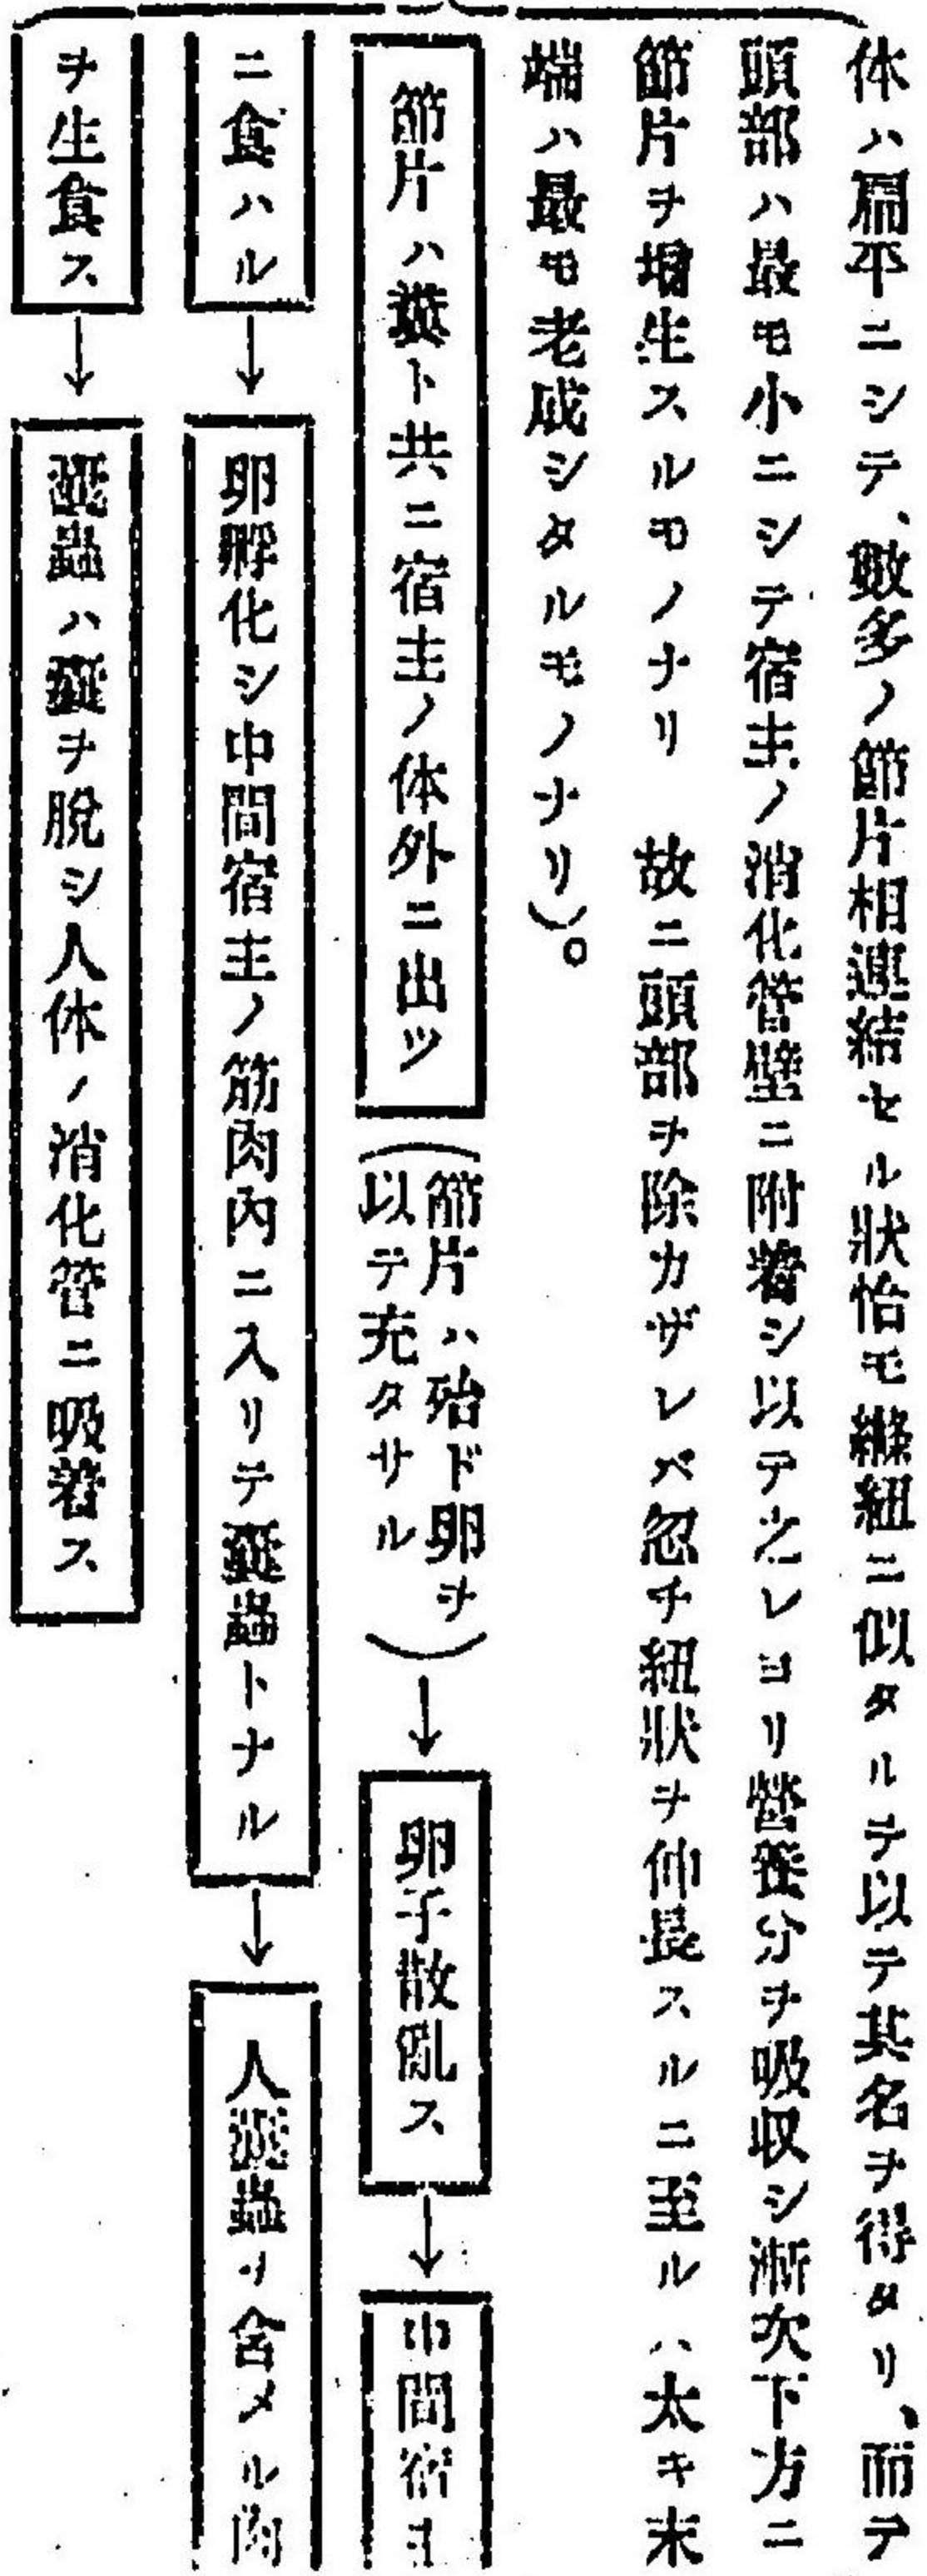 体ハ扁平ニシテ、数多ノ節片相連結セル狀恰モ絛紐ニ似タルヲ以テ其名ヲ得タリ、而テ
頭部ハ最モ小ニシテ宿主ノ消化管壁ニ附着シ以テ之レヨリ營養分ヲ吸収シ漸次下方ニ
節片ヲ增生スルモノナリ 故ニ頭部ヲ除カザレバ忽チ紐狀ヲ伸長スルニ至ルハ太キ末
端ハ最モ老成シタルモノナリ)。
節片ハ糞ト共ニ宿主ノ体外ニ出ツ(節片ハ殆ド卵ヲ以テ充タサル)→卵子散亂ス→中間宿主
ニ食ハル→卵孵化シ中間宿主ノ筋肉内ニ入リテ囊蟲トナル→人囊蟲ヲ含メル肉
ヲ生食ス→囊蟲ハ囊ヲ脱シ人体ノ消化管ニ吸着ス